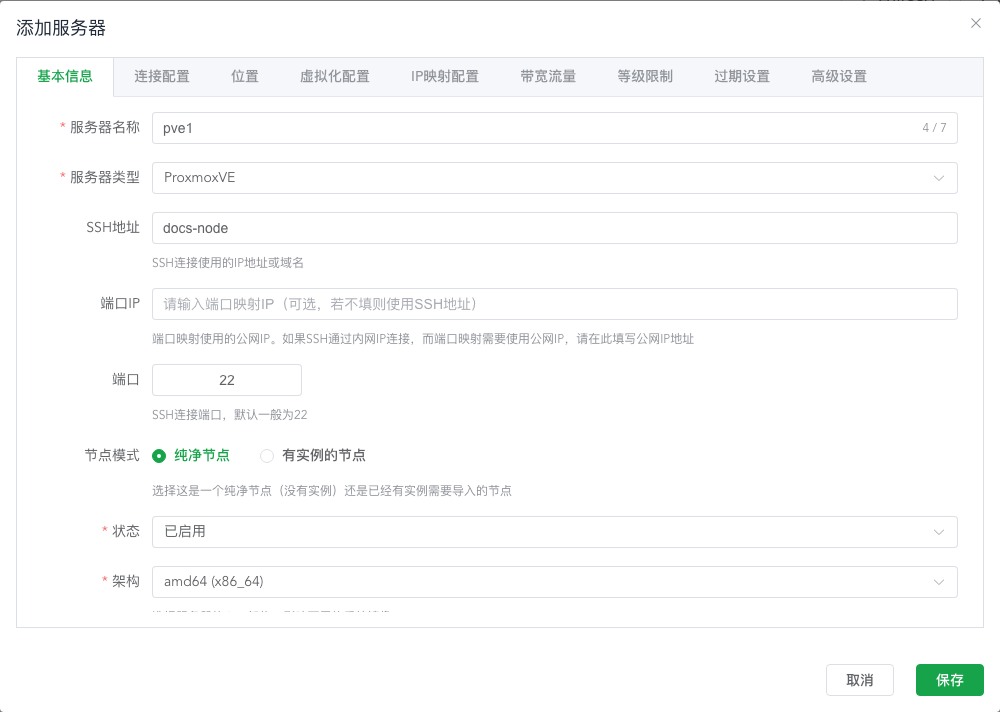 添加服务器
基本信息 连接配置 位置 虚拟化配置 IP映射配置 带宽流量 等级限制 过期设置 高级设置
* 服务器名称 pve1 4 / 7
* 服务器类型 ProxmoxVE
SSH地址 docs-node
SSH连接使用的IP地址或域名
端口IP 请输入端口映射IP（可选，若不填则使用SSH地址）
端口映射使用的公网IP。如果SSH通过内网IP连接，而端口映射需要使用公网IP，请在此填写公网IP地址
端口 22
SSH连接端口，默认一般为22
节点模式 纯净节点 有实例的节点
选择这是一个纯净节点（没有实例）还是已经有实例需要导入的节点
* 状态 已启用
* 架构 amd64 (x86_64)
取消 保存